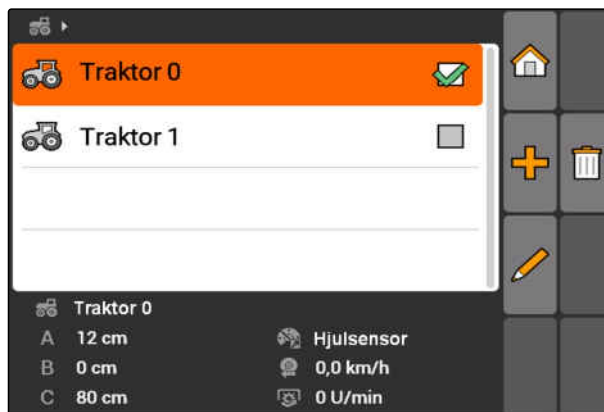 Traktor 0
Traktor 1
Traktor 0
A 12 cm Hjulsensor
B 0 cm 0,0 km/h
C 80 cm 0 U/min